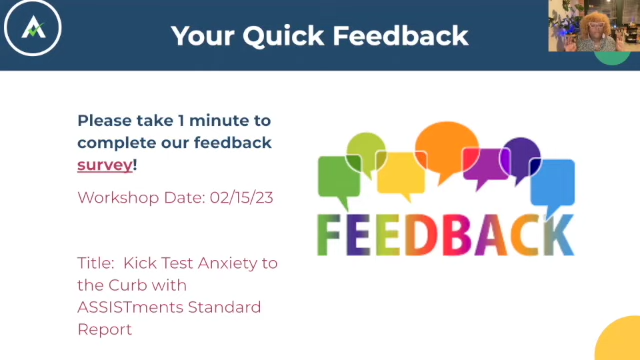 Your Quick Feedback
Please take 1 minute to
complete our feedback
survey!
Workshop Date: 02/15/23
Title: Kick Test Anxiety to
the Curb with
ASSISTments Standard
Report
FEEDBACK